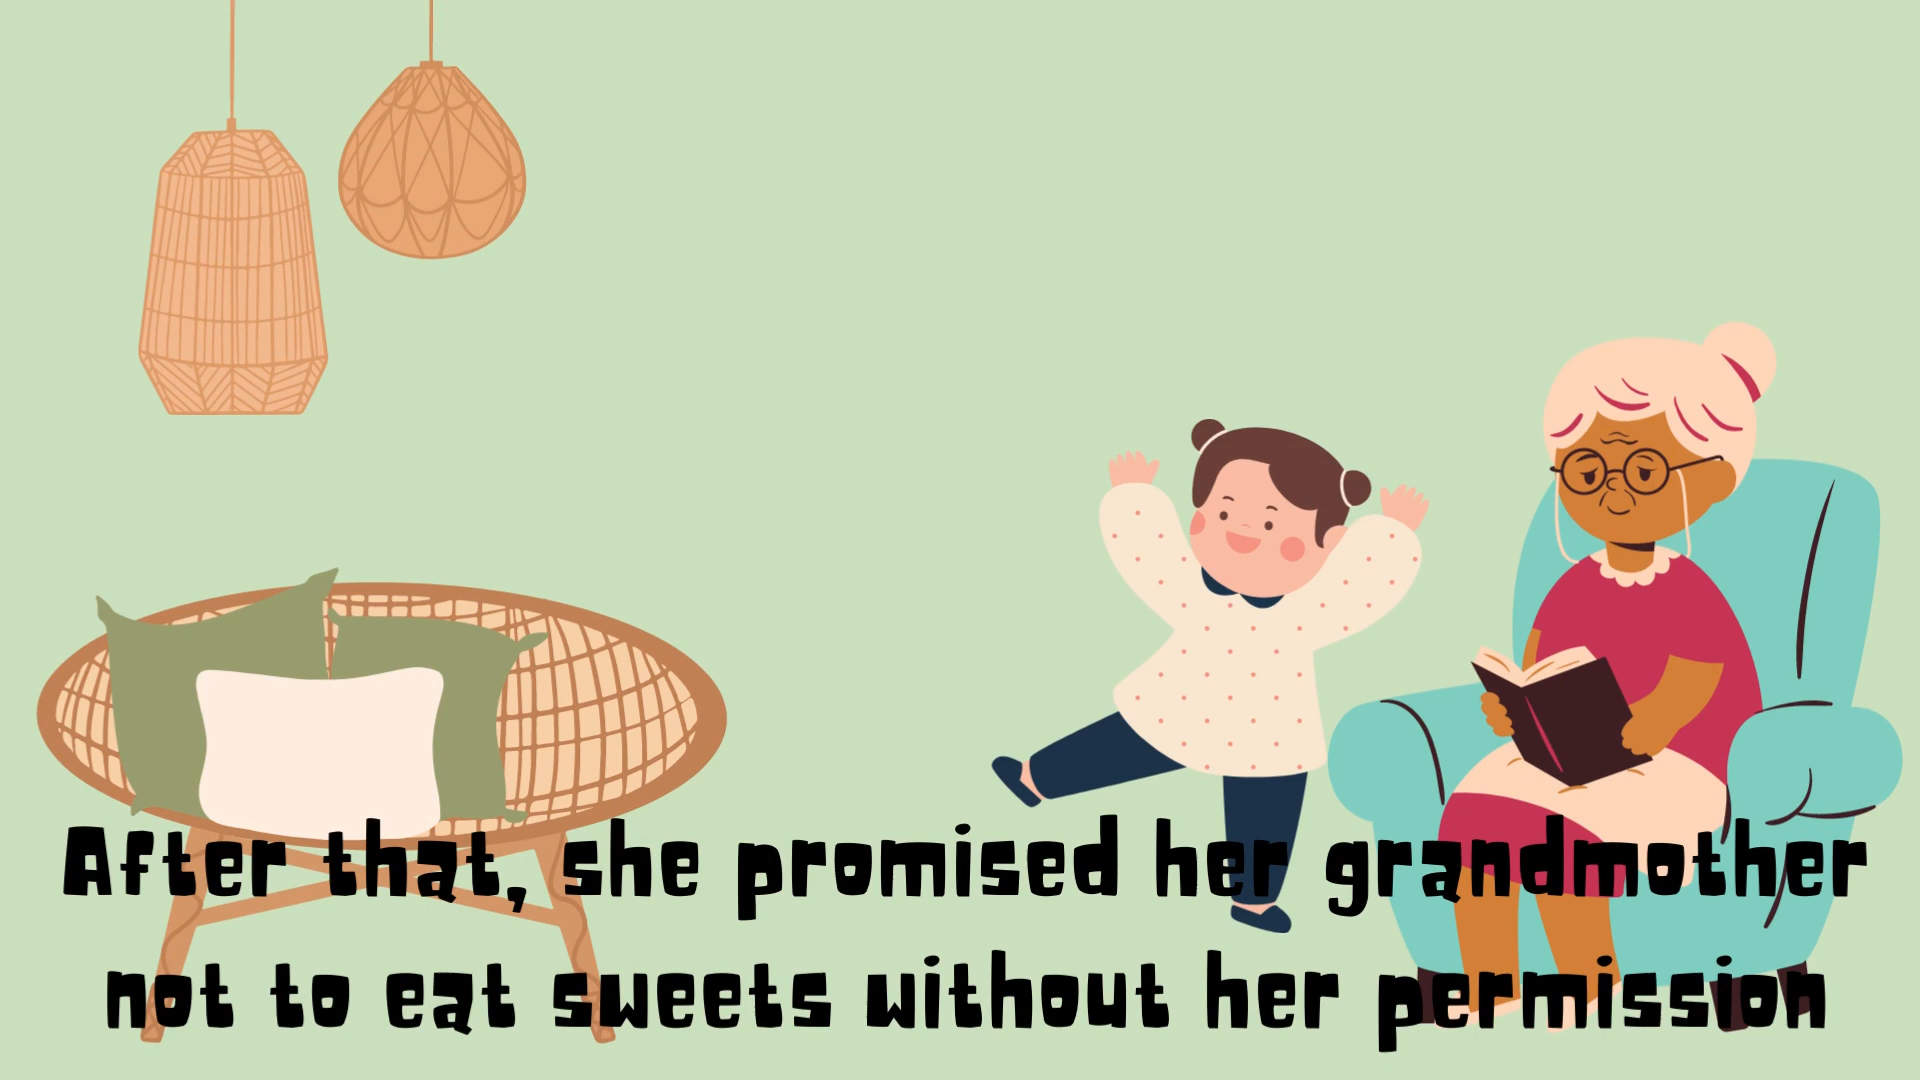 After that, she promised her grandmother
not to eat sweets without her permission